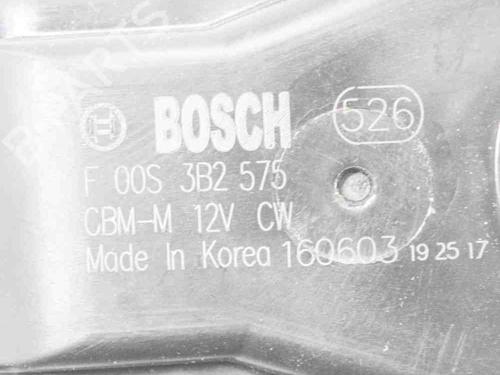 BOSCH 526
F 00S 3B2 575
CBM-M 12V CW
Made In Korea 160603 19 25 17